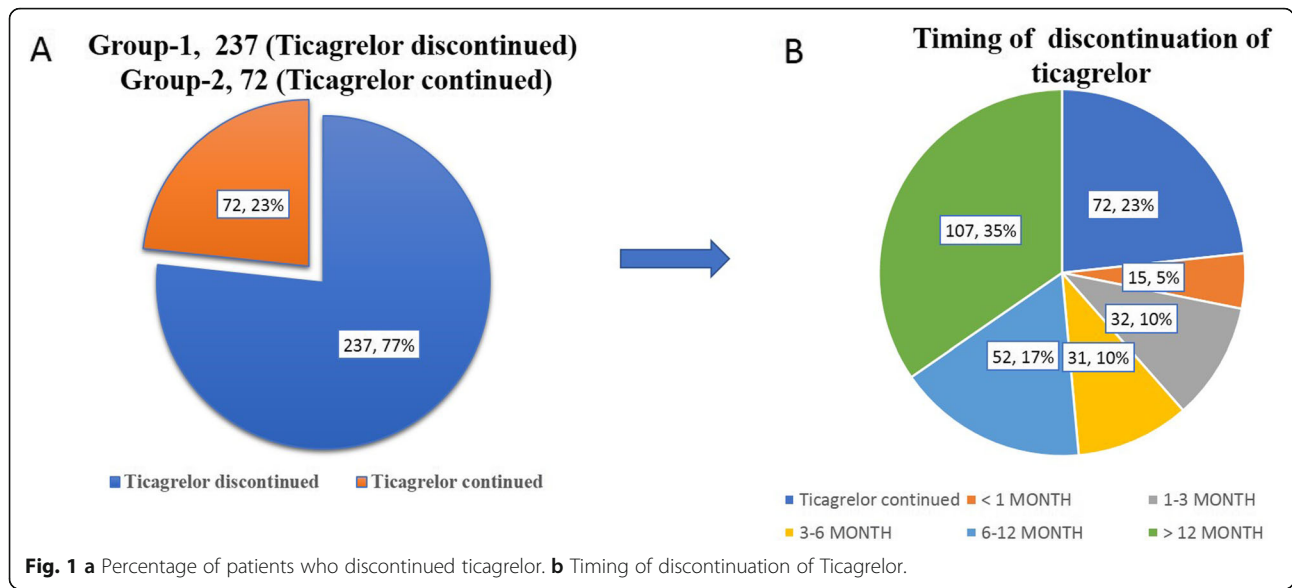 A
Group-1, 237 (Ticagrelor discontinued)
Group-2, 72 (Ticagrelor continued)
72, 23%
237, 77%
Ticagrelor discontinued
Ticagrelor continued
B
Timing of discontinuation of
ticagrelor
72, 23%
107, 35%
15, 5%
32, 10%
52, 17%
31, 10%
Ticagrelor continued
< 1 MONTH
1-3 MONTH
3-6 MONTH
6-12 MONTH
> 12 MONTH
Fig. 1 a Percentage of patients who discontinued ticagrelor. b Timing of discontinuation of Ticagrelor.